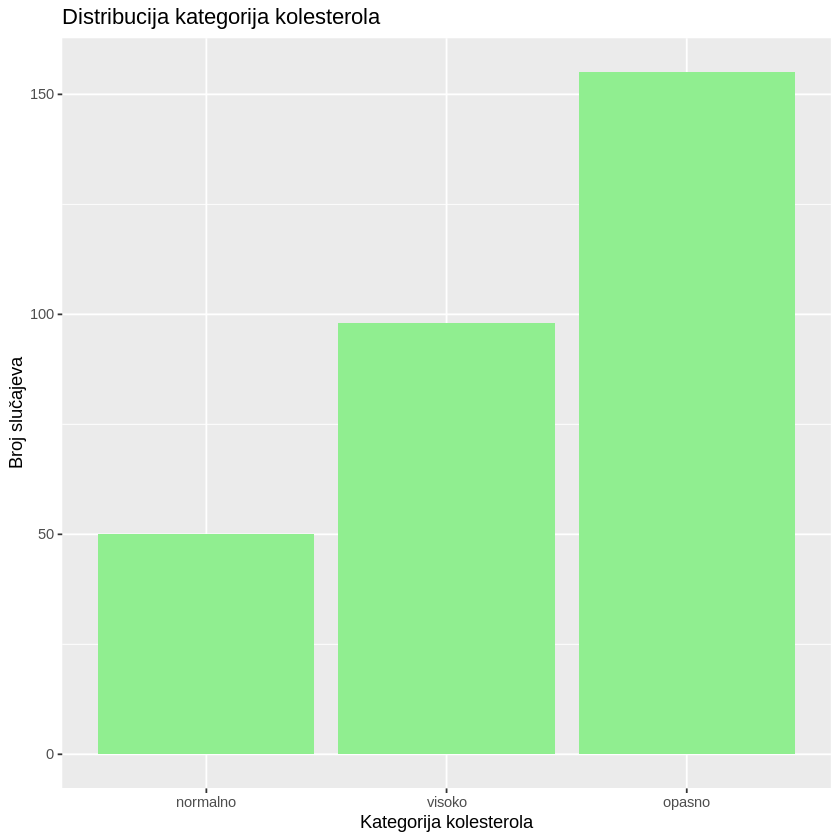 Distribucija kategorija kolesterola
Broj slučajeva
150
100
50
0
normalno visoko opasno
Kategorija kolesterola